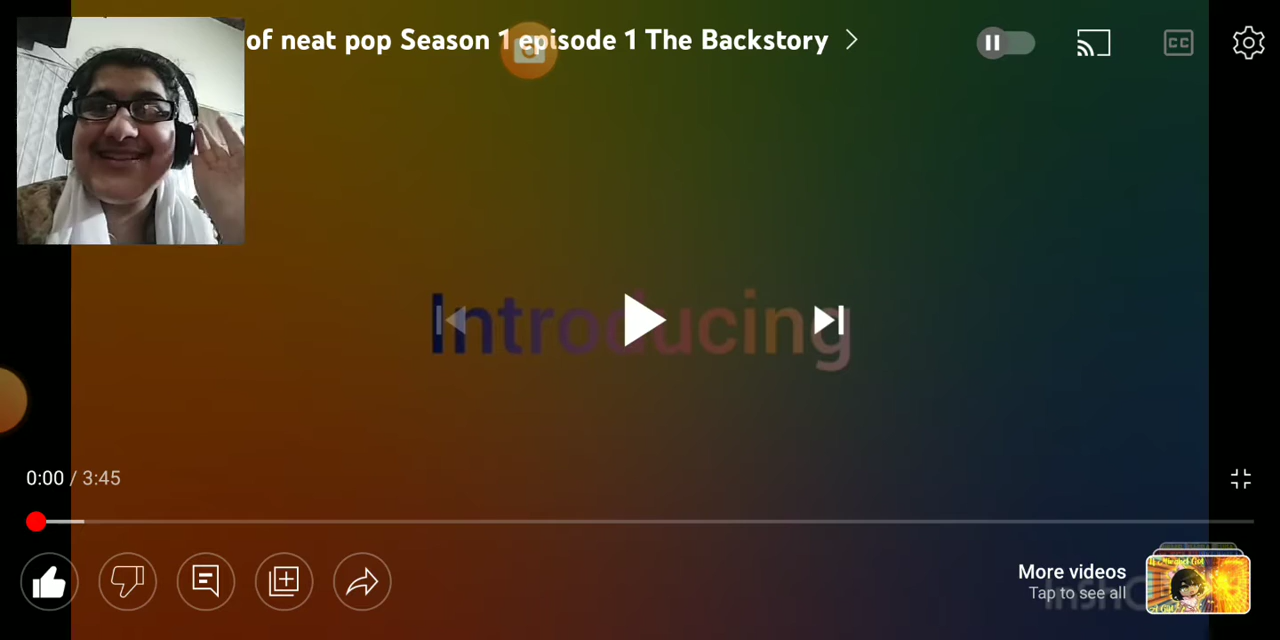 of neat pop Season 1 episode 1 The Backstory
CC
Introducing
0:00 / 3:45
More videos
Tap to see all